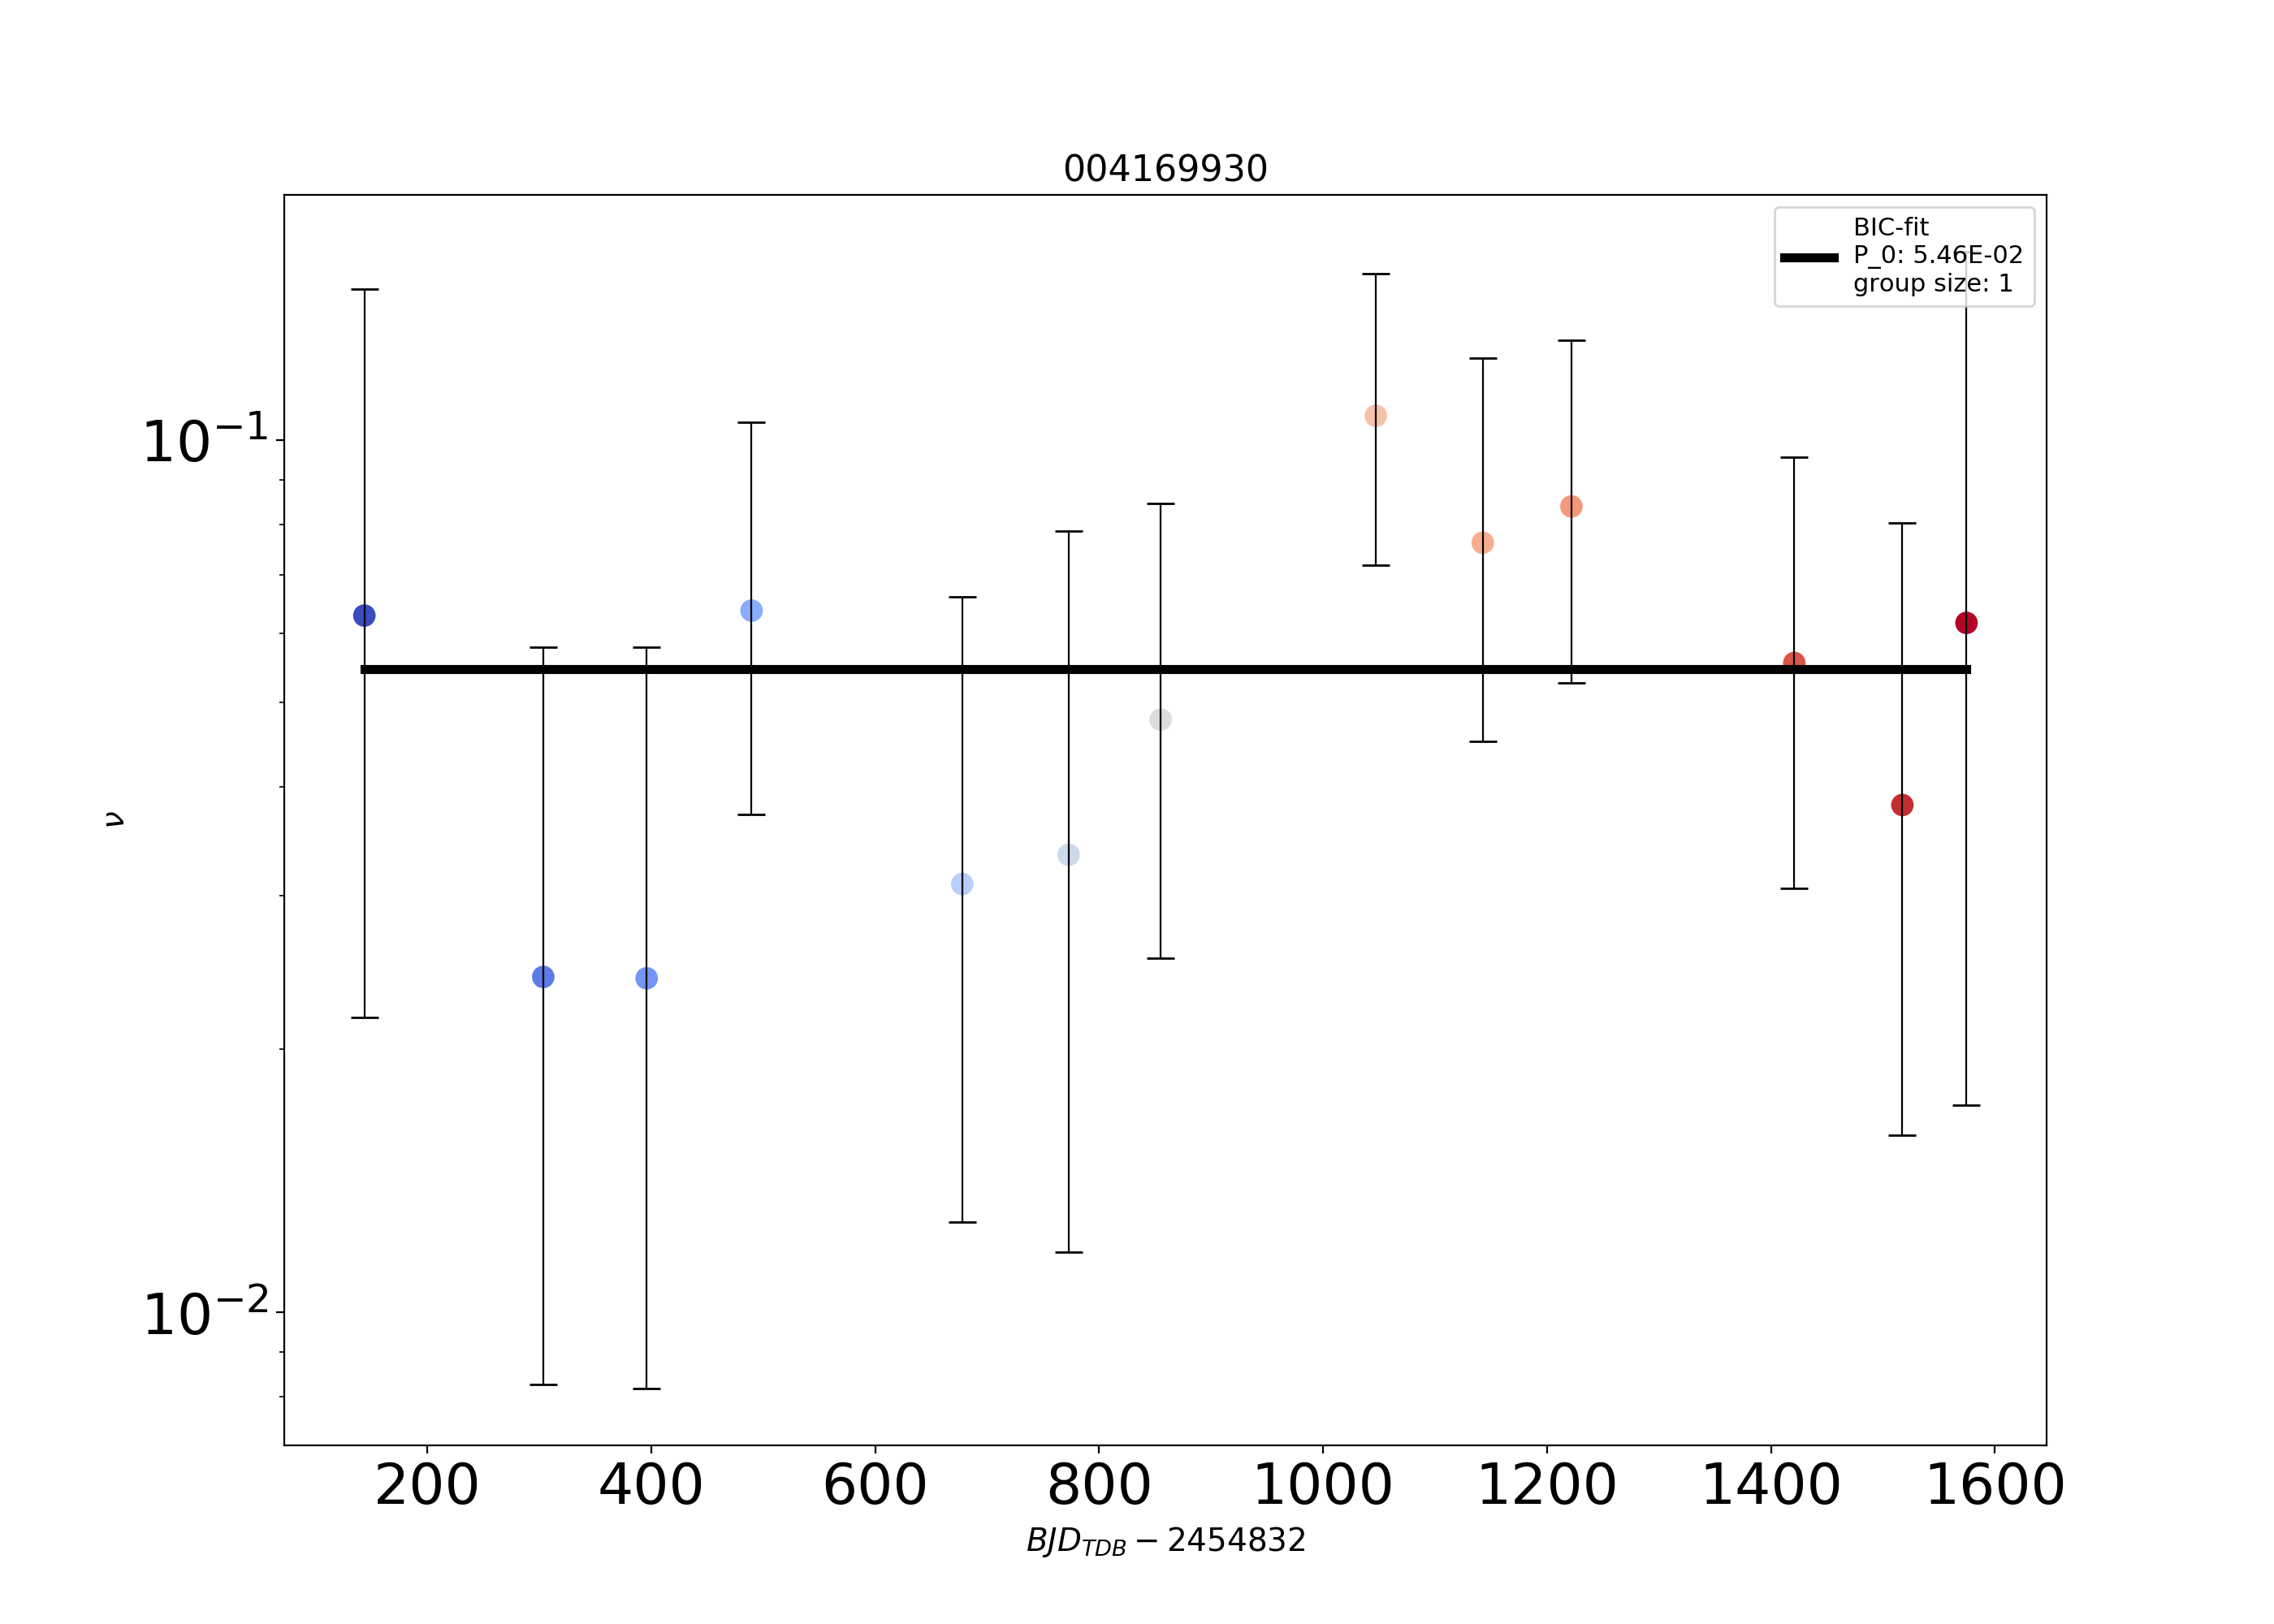 004169930
BIC-fit
P_0: 5.46E-02
group size: 1
10⁻¹
10⁻²
ν
200 400 600 800 1000 1200 1400 1600
BJD_TDB − 2454832